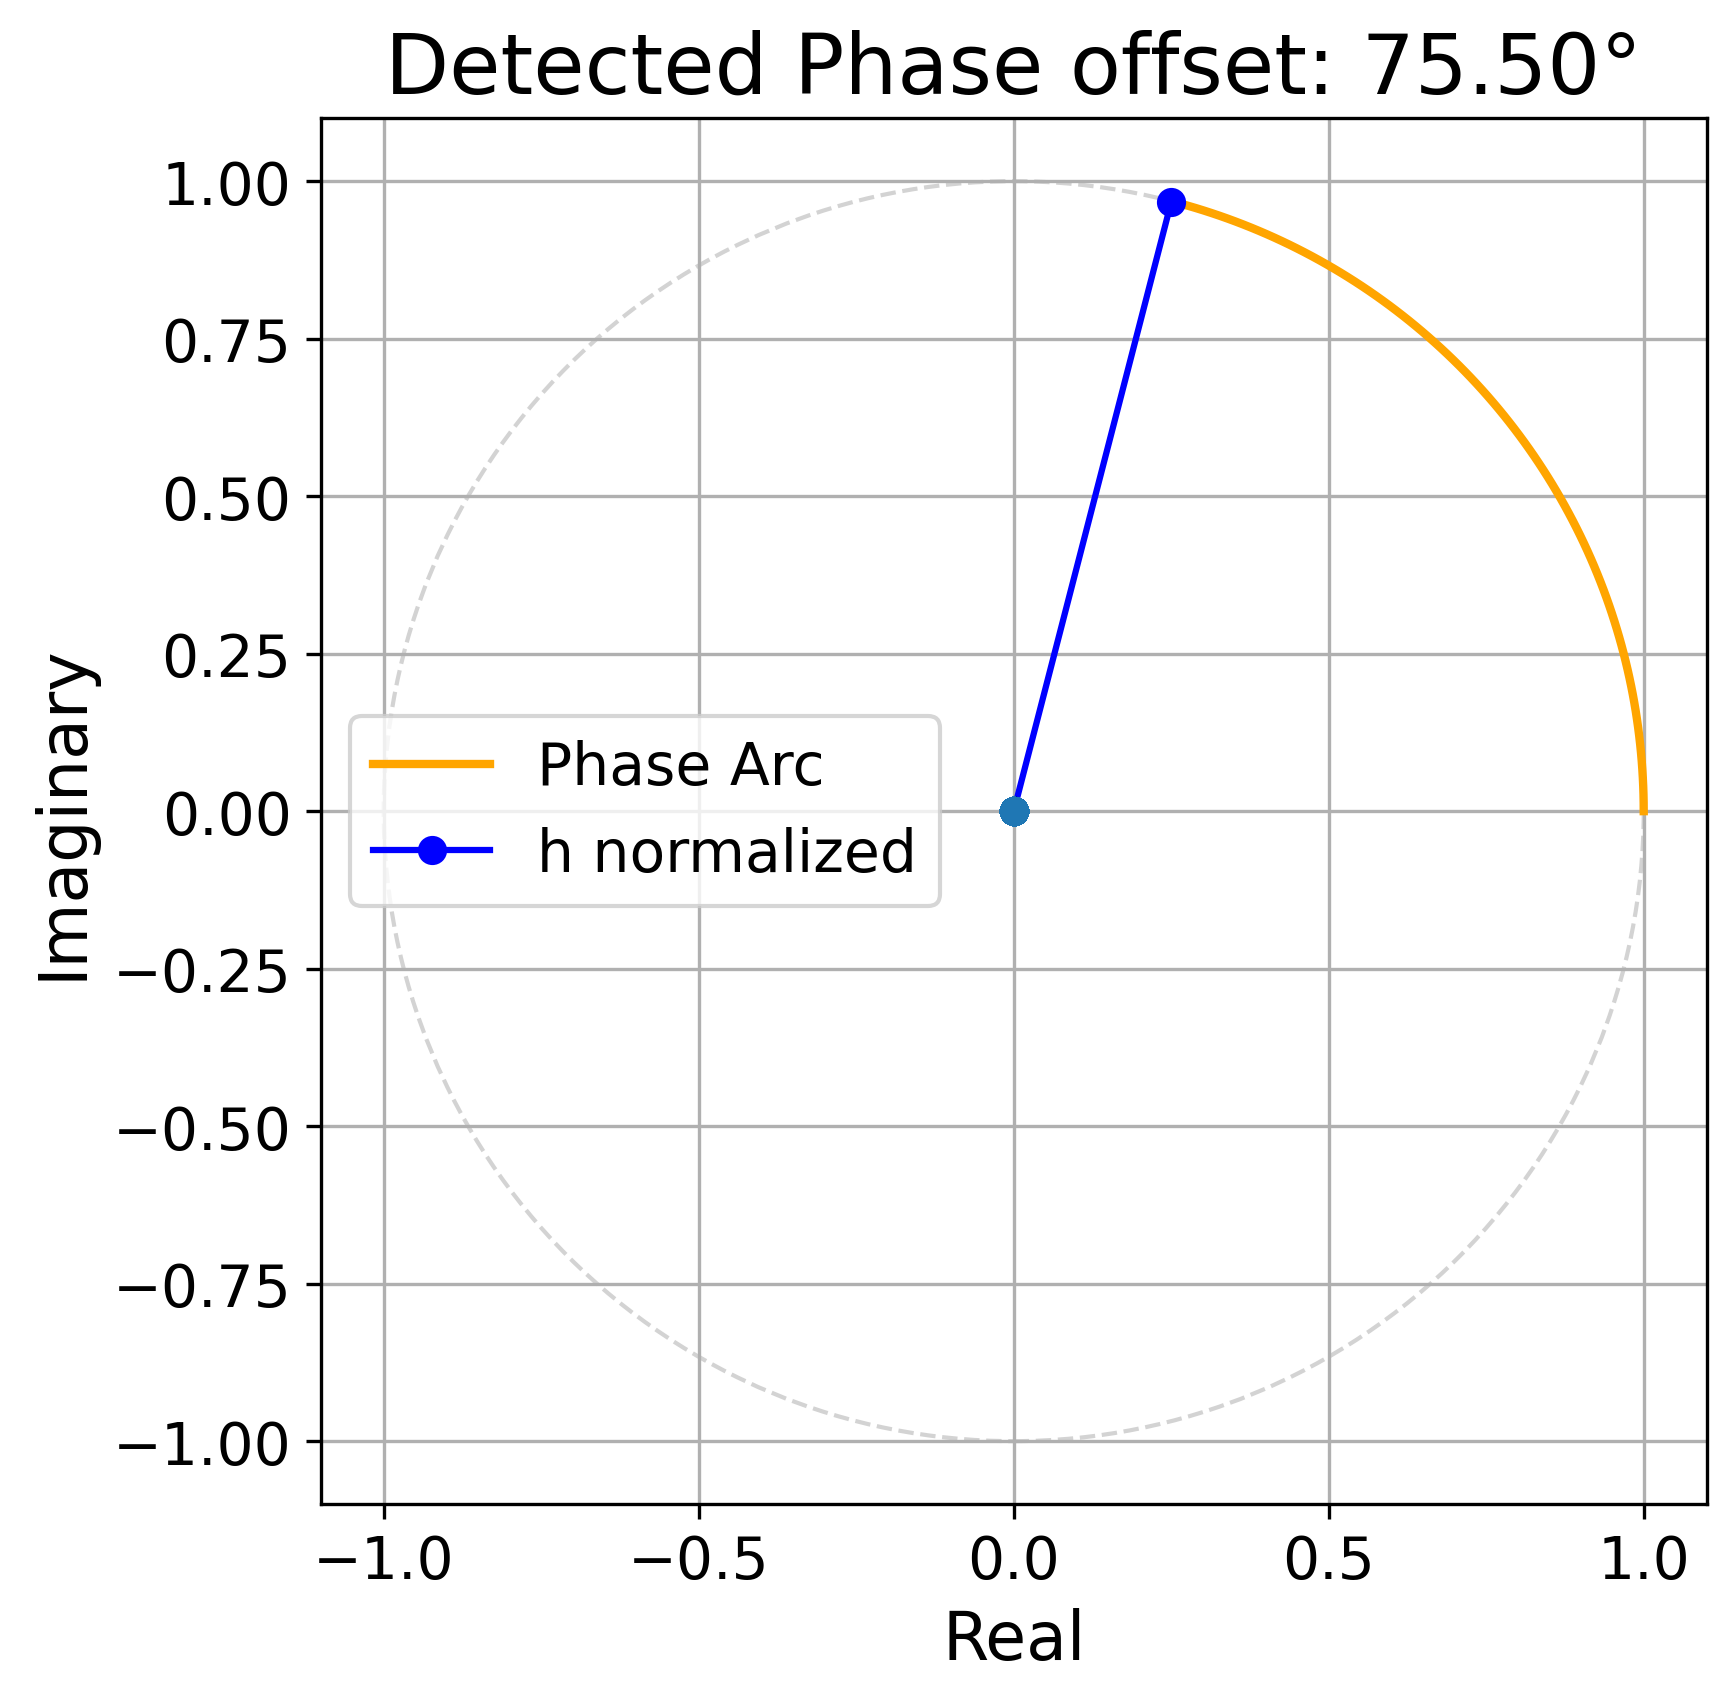 Detected Phase offset: 75.50°
1.00
0.75
0.50
0.25
0.00
−0.25
−0.50
−0.75
−1.00
Imaginary
Phase Arc
h normalized
−1.0 −0.5 0.0 0.5 1.0
Real